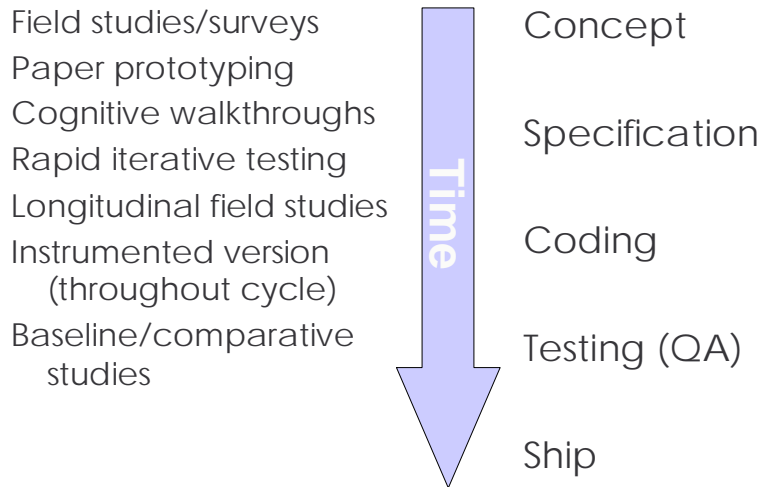 Field studies/surveys
Paper prototyping
Cognitive walkthroughs
Rapid iterative testing
Longitudinal field studies
Instrumented version
(throughout cycle)
Baseline/comparative
studies
Time
Concept
Specification
Coding
Testing (QA)
Ship